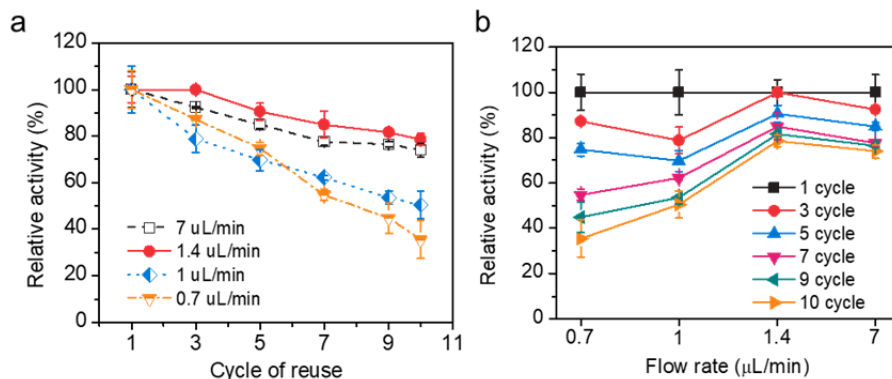 a
Relative activity (%)
120
100
80
60
40
20
0
7 uL/min
1.4 uL/min
1 uL/min
0.7 uL/min
1 3 5 7 9 11
Cycle of reuse
b
Relative activity (%)
120
100
80
60
40
20
0
1 cycle
3 cycle
5 cycle
7 cycle
9 cycle
10 cycle
0.7 1 1.4 7
Flow rate (μL/min)